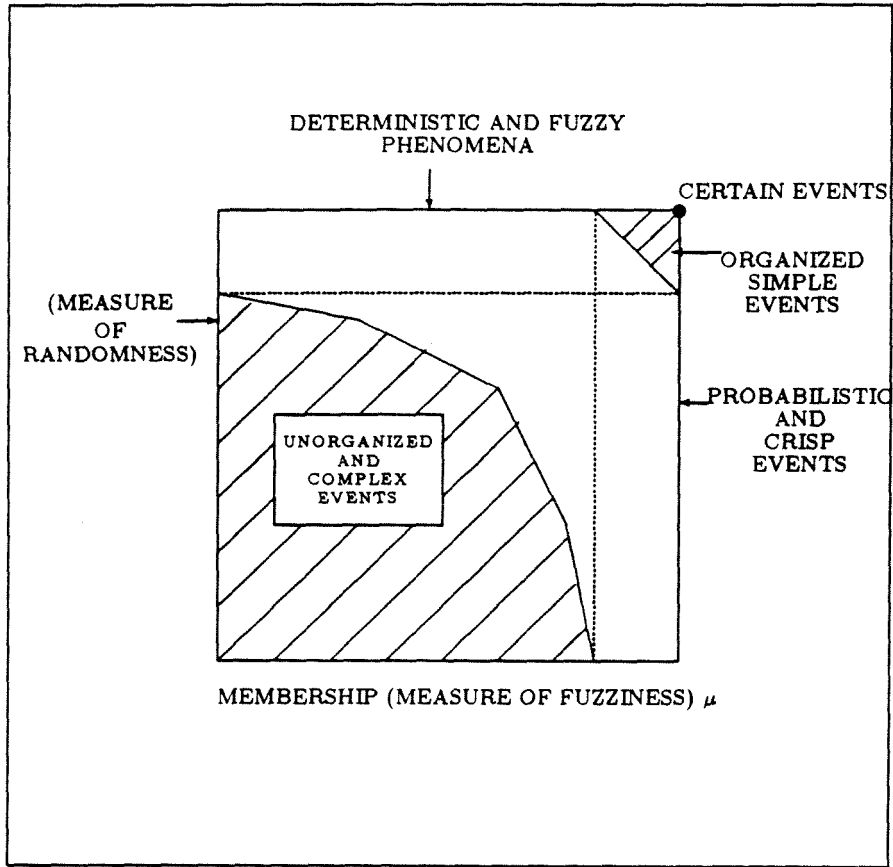 DETERMINISTIC AND FUZZY
PHENOMENA
CERTAIN EVENTS
ORGANIZED
SIMPLE
EVENTS
(MEASURE
OF
RANDOMNESS)
PROBABILISTIC
AND
CRISP
EVENTS
UNORGANIZED
AND
COMPLEX
EVENTS
MEMBERSHIP (MEASURE OF FUZZINESS) μ